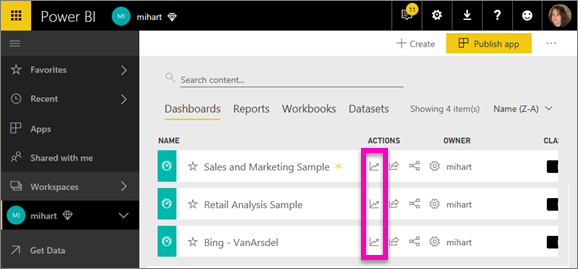 Power BI
MI
mihart
11
?
Create
Publish app
...
Favorites
Recent
Apps
Shared with me
Workspaces
MI
mihart
Get Data
Search content...
Dashboards Reports Workbooks Datasets Showing 4 item(s) Name (Z-A)
NAME ACTIONS OWNER CLA
Sales and Marketing Sample mihart
Retail Analysis Sample mihart
Bing - VanArsdel mihart